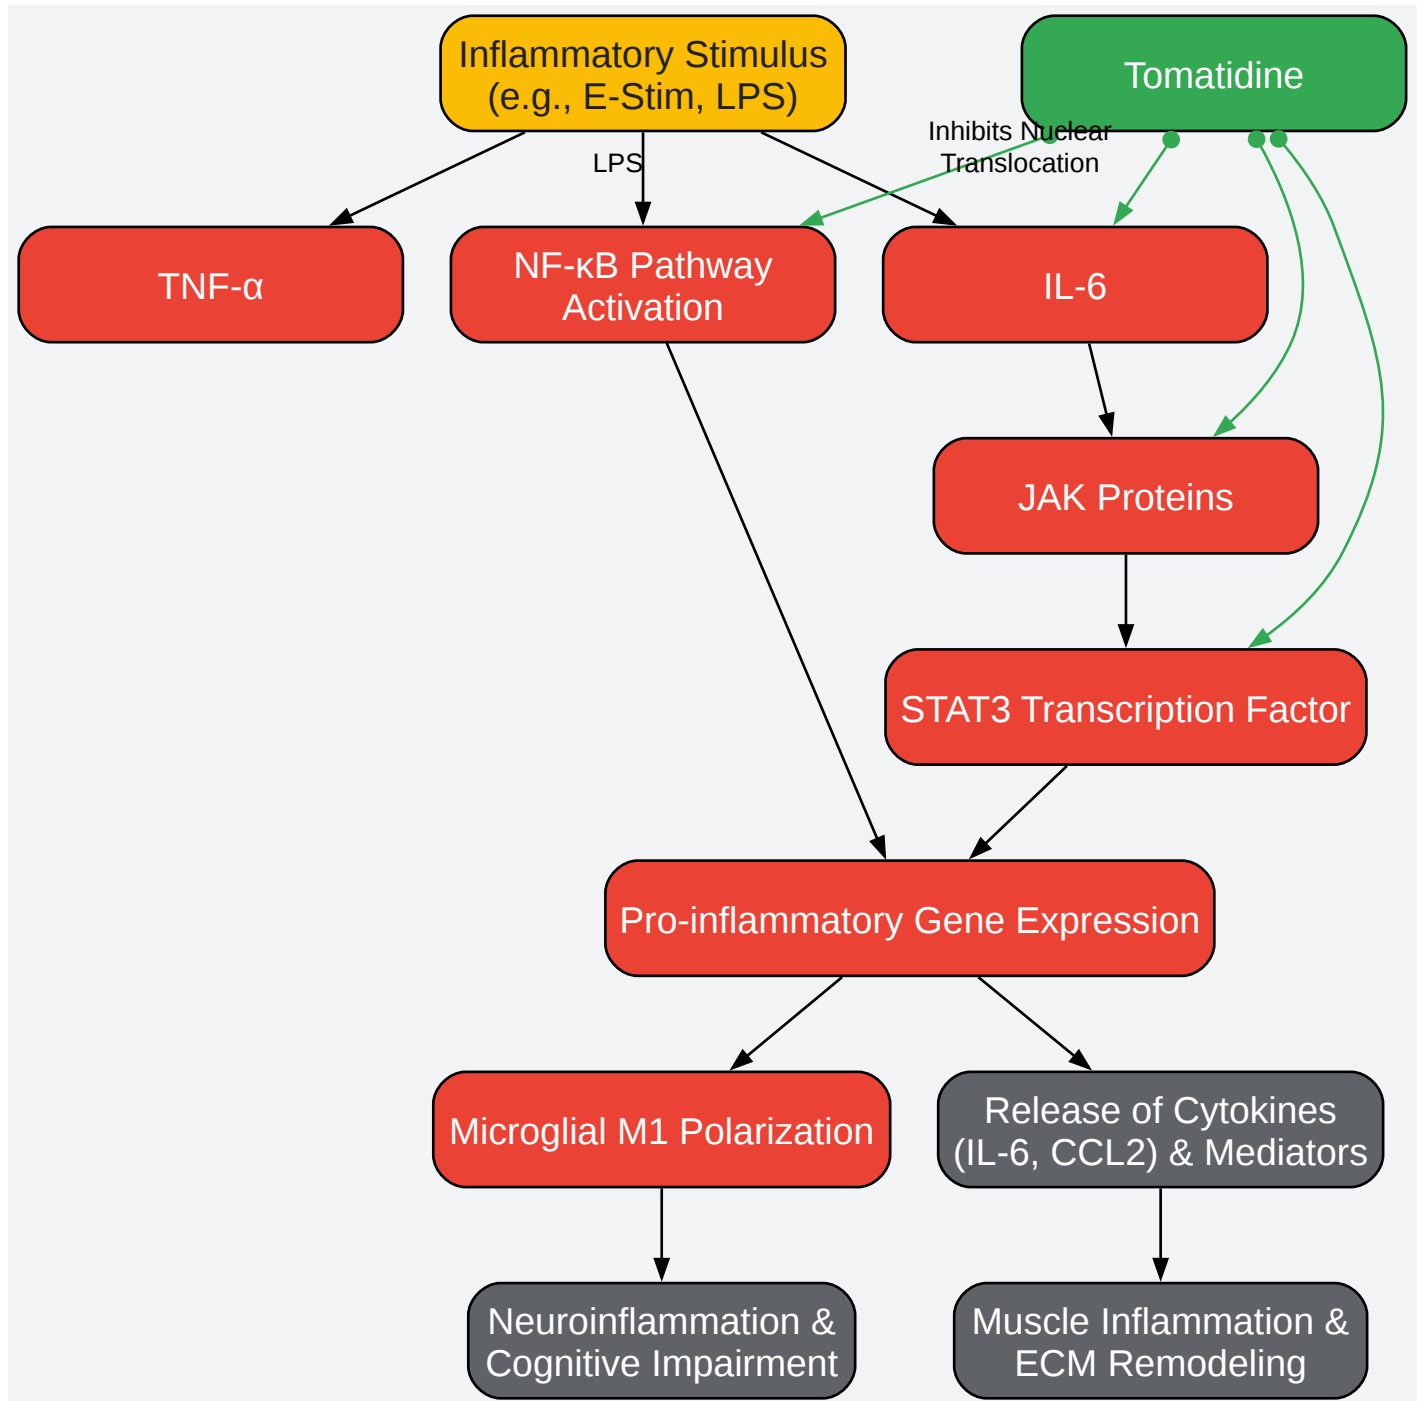 Inflammatory Stimulus
(e.g., E-Stim, LPS)
Tomatidine
LPS
Inhibits Nuclear
Translocation
TNF-α
NF-κB Pathway
Activation
IL-6
JAK Proteins
STAT3 Transcription Factor
Pro-inflammatory Gene Expression
Microglial M1 Polarization
Release of Cytokines
(IL-6, CCL2) & Mediators
Neuroinflammation &
Cognitive Impairment
Muscle Inflammation &
ECM Remodeling